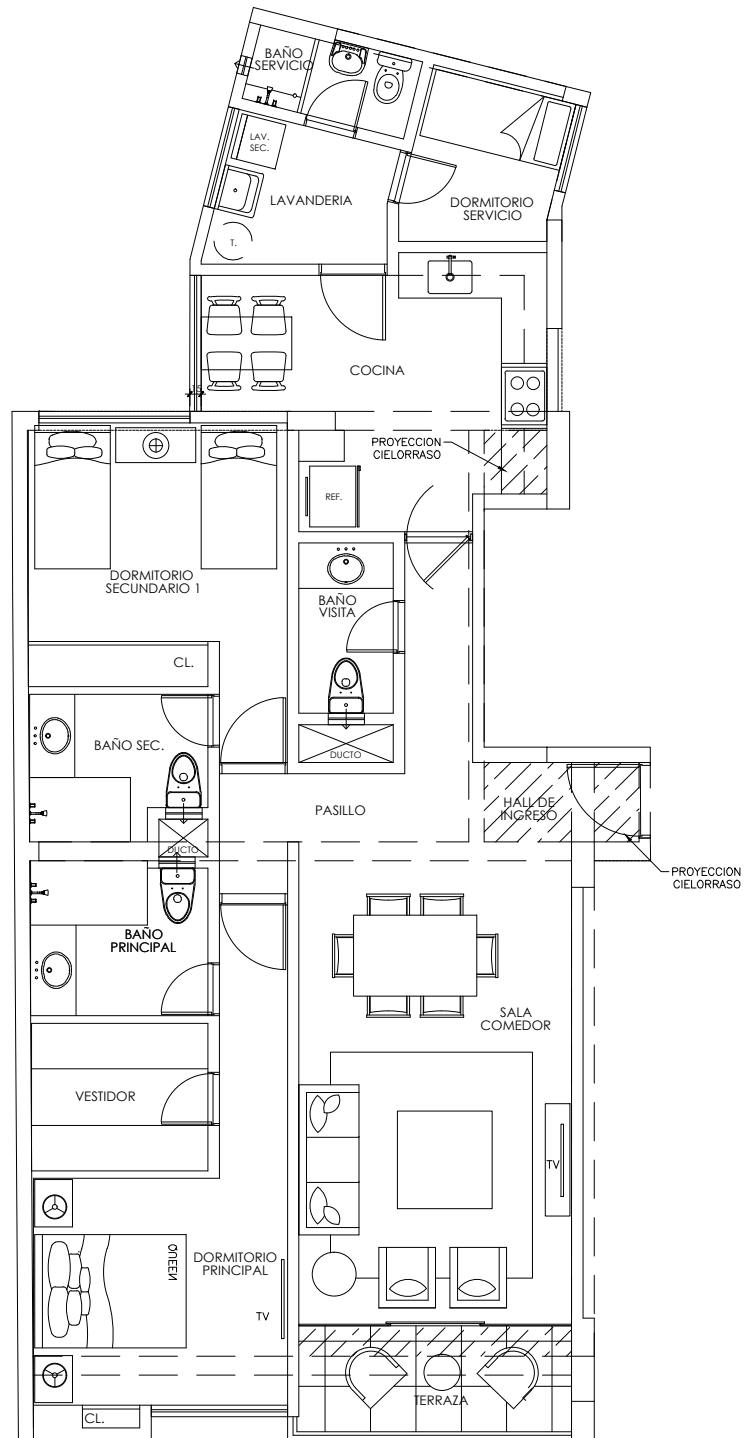 BAÑO
SERVICIO
LAV.
SEC.
LAVANDERIA
DORMITORIO
SERVICIO
T.
COCINA
15
PROYECCION
CIELORRASO
REF.
DORMITORIO
SECUNDARIO 1
BAÑO
VISITA
CL.
BAÑO SEC.
DUCTO
PASILLO
HALL DE
INGRESO
DUCTO
PROYECCION
CIELORRASO
BAÑO
PRINCIPAL
SALA
COMEDOR
VESTIDOR
TV
QUEEN
DORMITORIO
PRINCIPAL
TV
TERRAZA
CL.